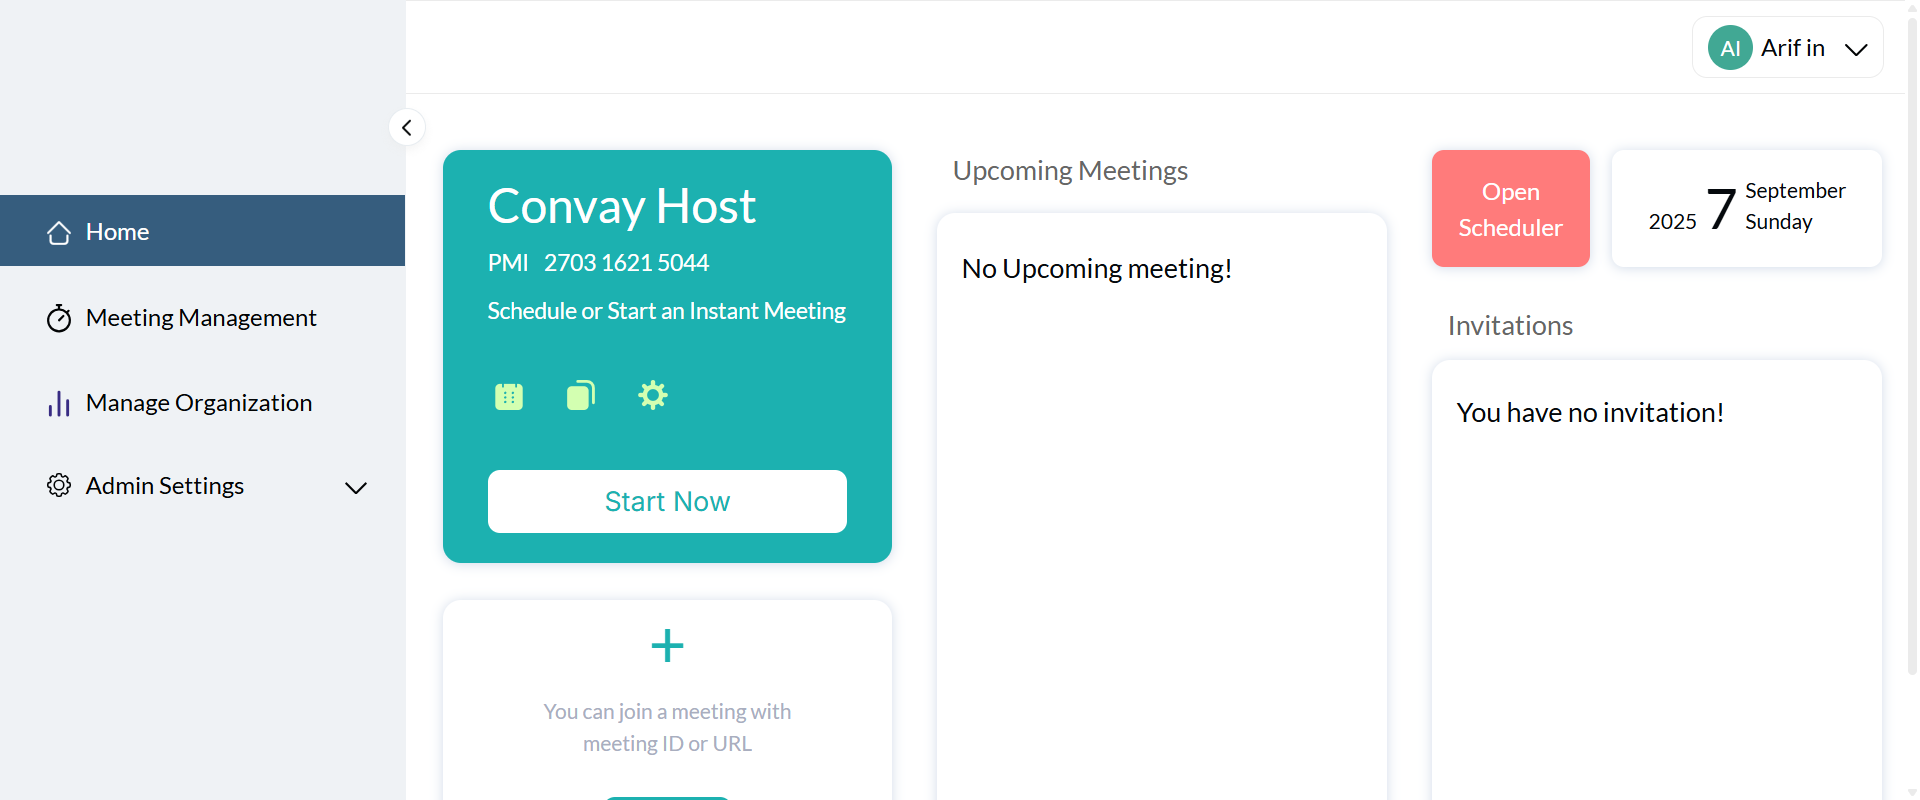 AI Arif in
Home
Meeting Management
Manage Organization
Admin Settings
Convay Host
PMI 2703 1621 5044
Schedule or Start an Instant Meeting
Start Now
You can join a meeting with
meeting ID or URL
Upcoming Meetings
No Upcoming meeting!
Open
Scheduler
2025 7 September
Sunday
Invitations
You have no invitation!